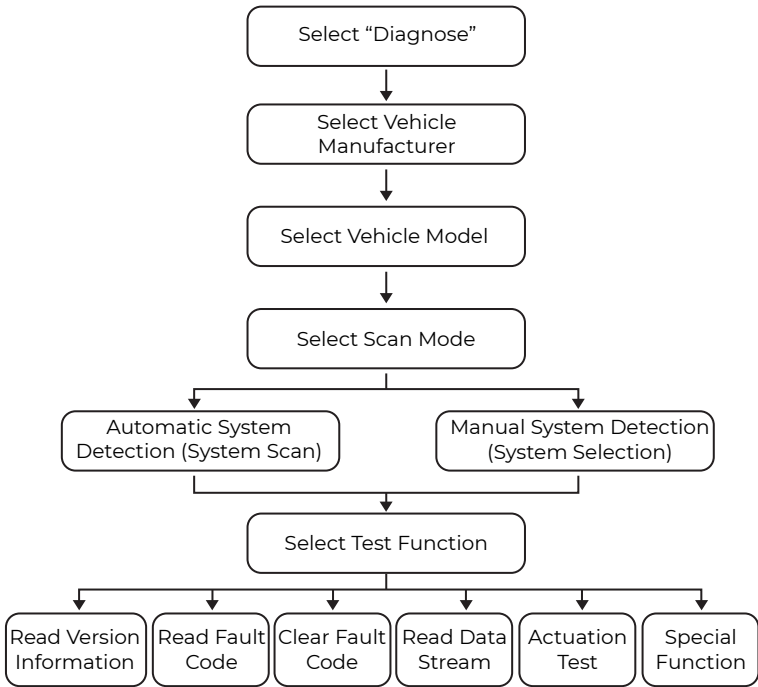 Select “Diagnose”
Select Vehicle
Manufacturer
Select Vehicle Model
Select Scan Mode
Automatic System
Detection (System Scan)
Manual System Detection
(System Selection)
Select Test Function
Read Version
Information
Read Fault
Code
Clear Fault
Code
Read Data
Stream
Actuation
Test
Special
Function